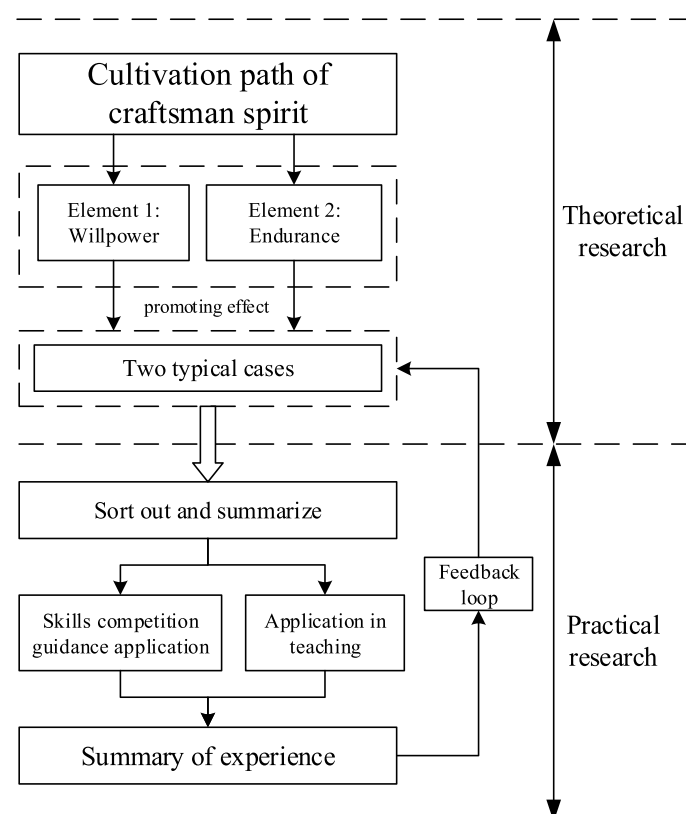 Cultivation path of
craftsman spirit
Element 1:
Willpower
Element 2:
Endurance
Theoretical
research
promoting effect
Two typical cases
Sort out and summarize
Feedback
loop
Skills competition
guidance application
Application in
teaching
Practical
research
Summary of experience